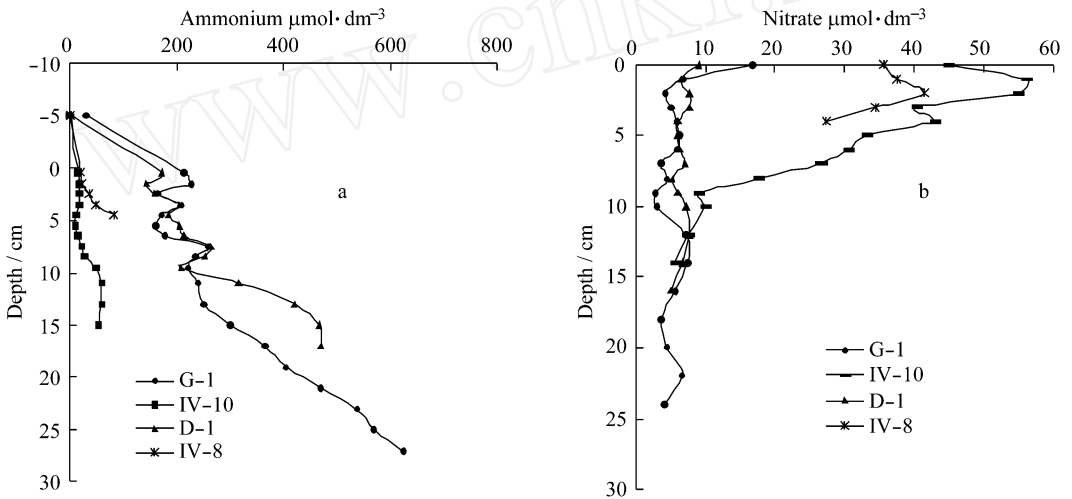 Ammonium μmol·dm⁻³
0 200 400 600 800
-10
-5
0
5
10
15
20
25
30
Depth / cm
a
G-1
IV-10
D-1
IV-8
Nitrate μmol·dm⁻³
0 10 20 30 40 50 60
0
5
10
15
20
25
30
Depth / cm
b
G-1
IV-10
D-1
IV-8